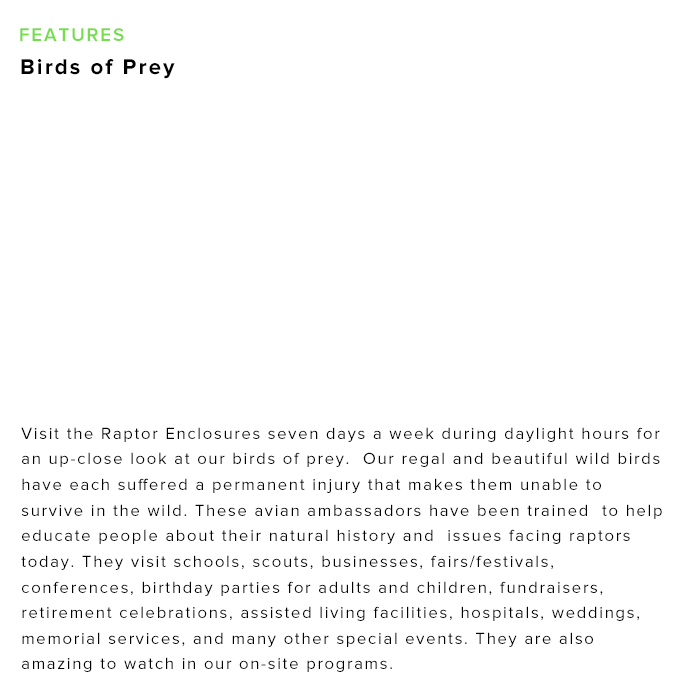 FEATURES
Birds of Prey
Visit the Raptor Enclosures seven days a week during daylight hours for
an up-close look at our birds of prey.  Our regal and beautiful wild birds
have each suffered a permanent injury that makes them unable to
survive in the wild. These avian ambassadors have been trained  to help
educate people about their natural history and  issues facing raptors
today. They visit schools, scouts, businesses, fairs/festivals,
conferences, birthday parties for adults and children, fundraisers,
retirement celebrations, assisted living facilities, hospitals, weddings,
memorial services, and many other special events. They are also
amazing to watch in our on-site programs.